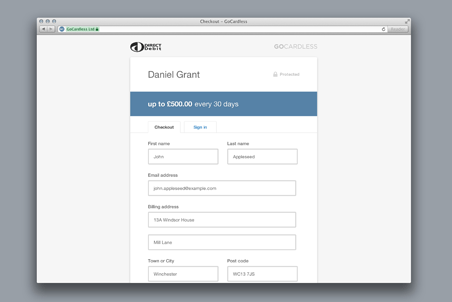 Checkout – GoCardless
GoCardless Ltd
DIRECT
Debit
GOCARDLESS
Daniel Grant
Protected
up to £500.00 every 30 days
Checkout
Sign in
First name
Last name
John
Appleseed
Email address
john.appleseed@example.com
Billing address
15A Windsor House
Mill Lane
Town or City
Post code
Winchester
WC13 7JS